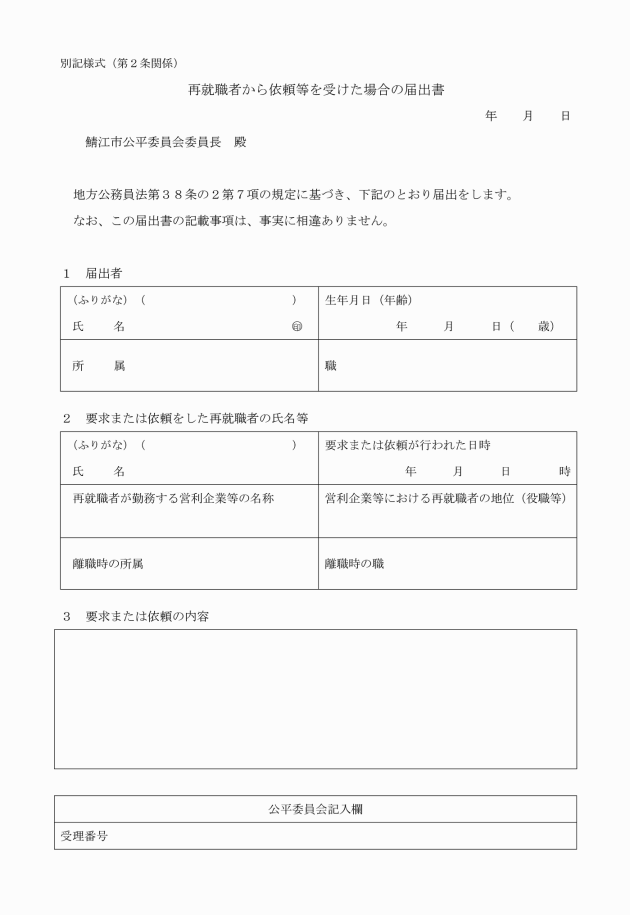 別記様式（第２条関係）
再就職者から依頼等を受けた場合の届出書
年　　月　　日
鯖江市公平委員会委員長　殿
地方公務員法第３８条の２第７項の規定に基づき、下記のとおり届出をします。
なお、この届出書の記載事項は、事実に相違ありません。
１　届出者
（ふりがな）（　　　　　　　　　　　　）
氏　　名　　　　　　　　　　　　　　㊞
生年月日（年齢）
年　　　月　　　日（　　歳）
所　　属
職
２　要求または依頼をした再就職者の氏名等
（ふりがな）（　　　　　　　　　　　　）
氏　　名
要求または依頼が行われた日時
年　　　月　　　日　　　　時
再就職者が勤務する営利企業等の名称
営利企業等における再就職者の地位（役職等）
離職時の所属
離職時の職
３　要求または依頼の内容
公平委員会記入欄
受理番号